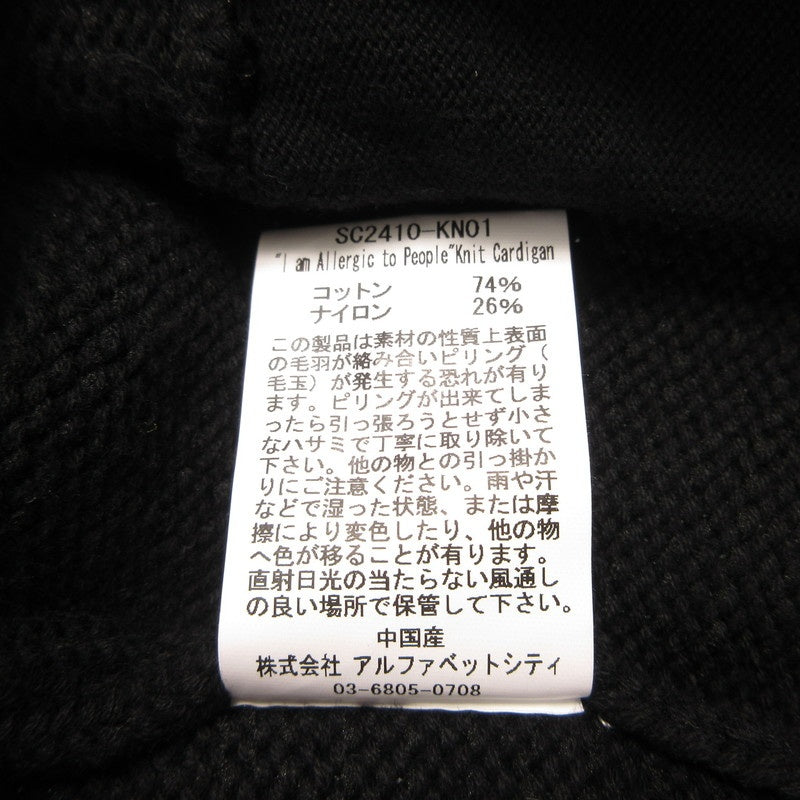 SC2410-KN01
"I am Allergic to People"Knit Cardigan
コットン 74%
ナイロン 26%
この製品は素材の性質上表面
の毛羽が絡み合いピリング（
毛玉）が発生する恐れが有り
ます。ピリングが出来てしま
ったら引っ張ろうとせず小さ
なハサミで丁寧に取り除いて
下さい。他の物との引っ掛か
りにご注意ください。雨や汗
などで湿った状態、または摩
擦により変色したり、他の物
へ色が移ることが有ります。
直射日光の当たらない風通し
の良い場所で保管して下さい。
中国産
株式会社 アルファベットシティ
03-6805-0708